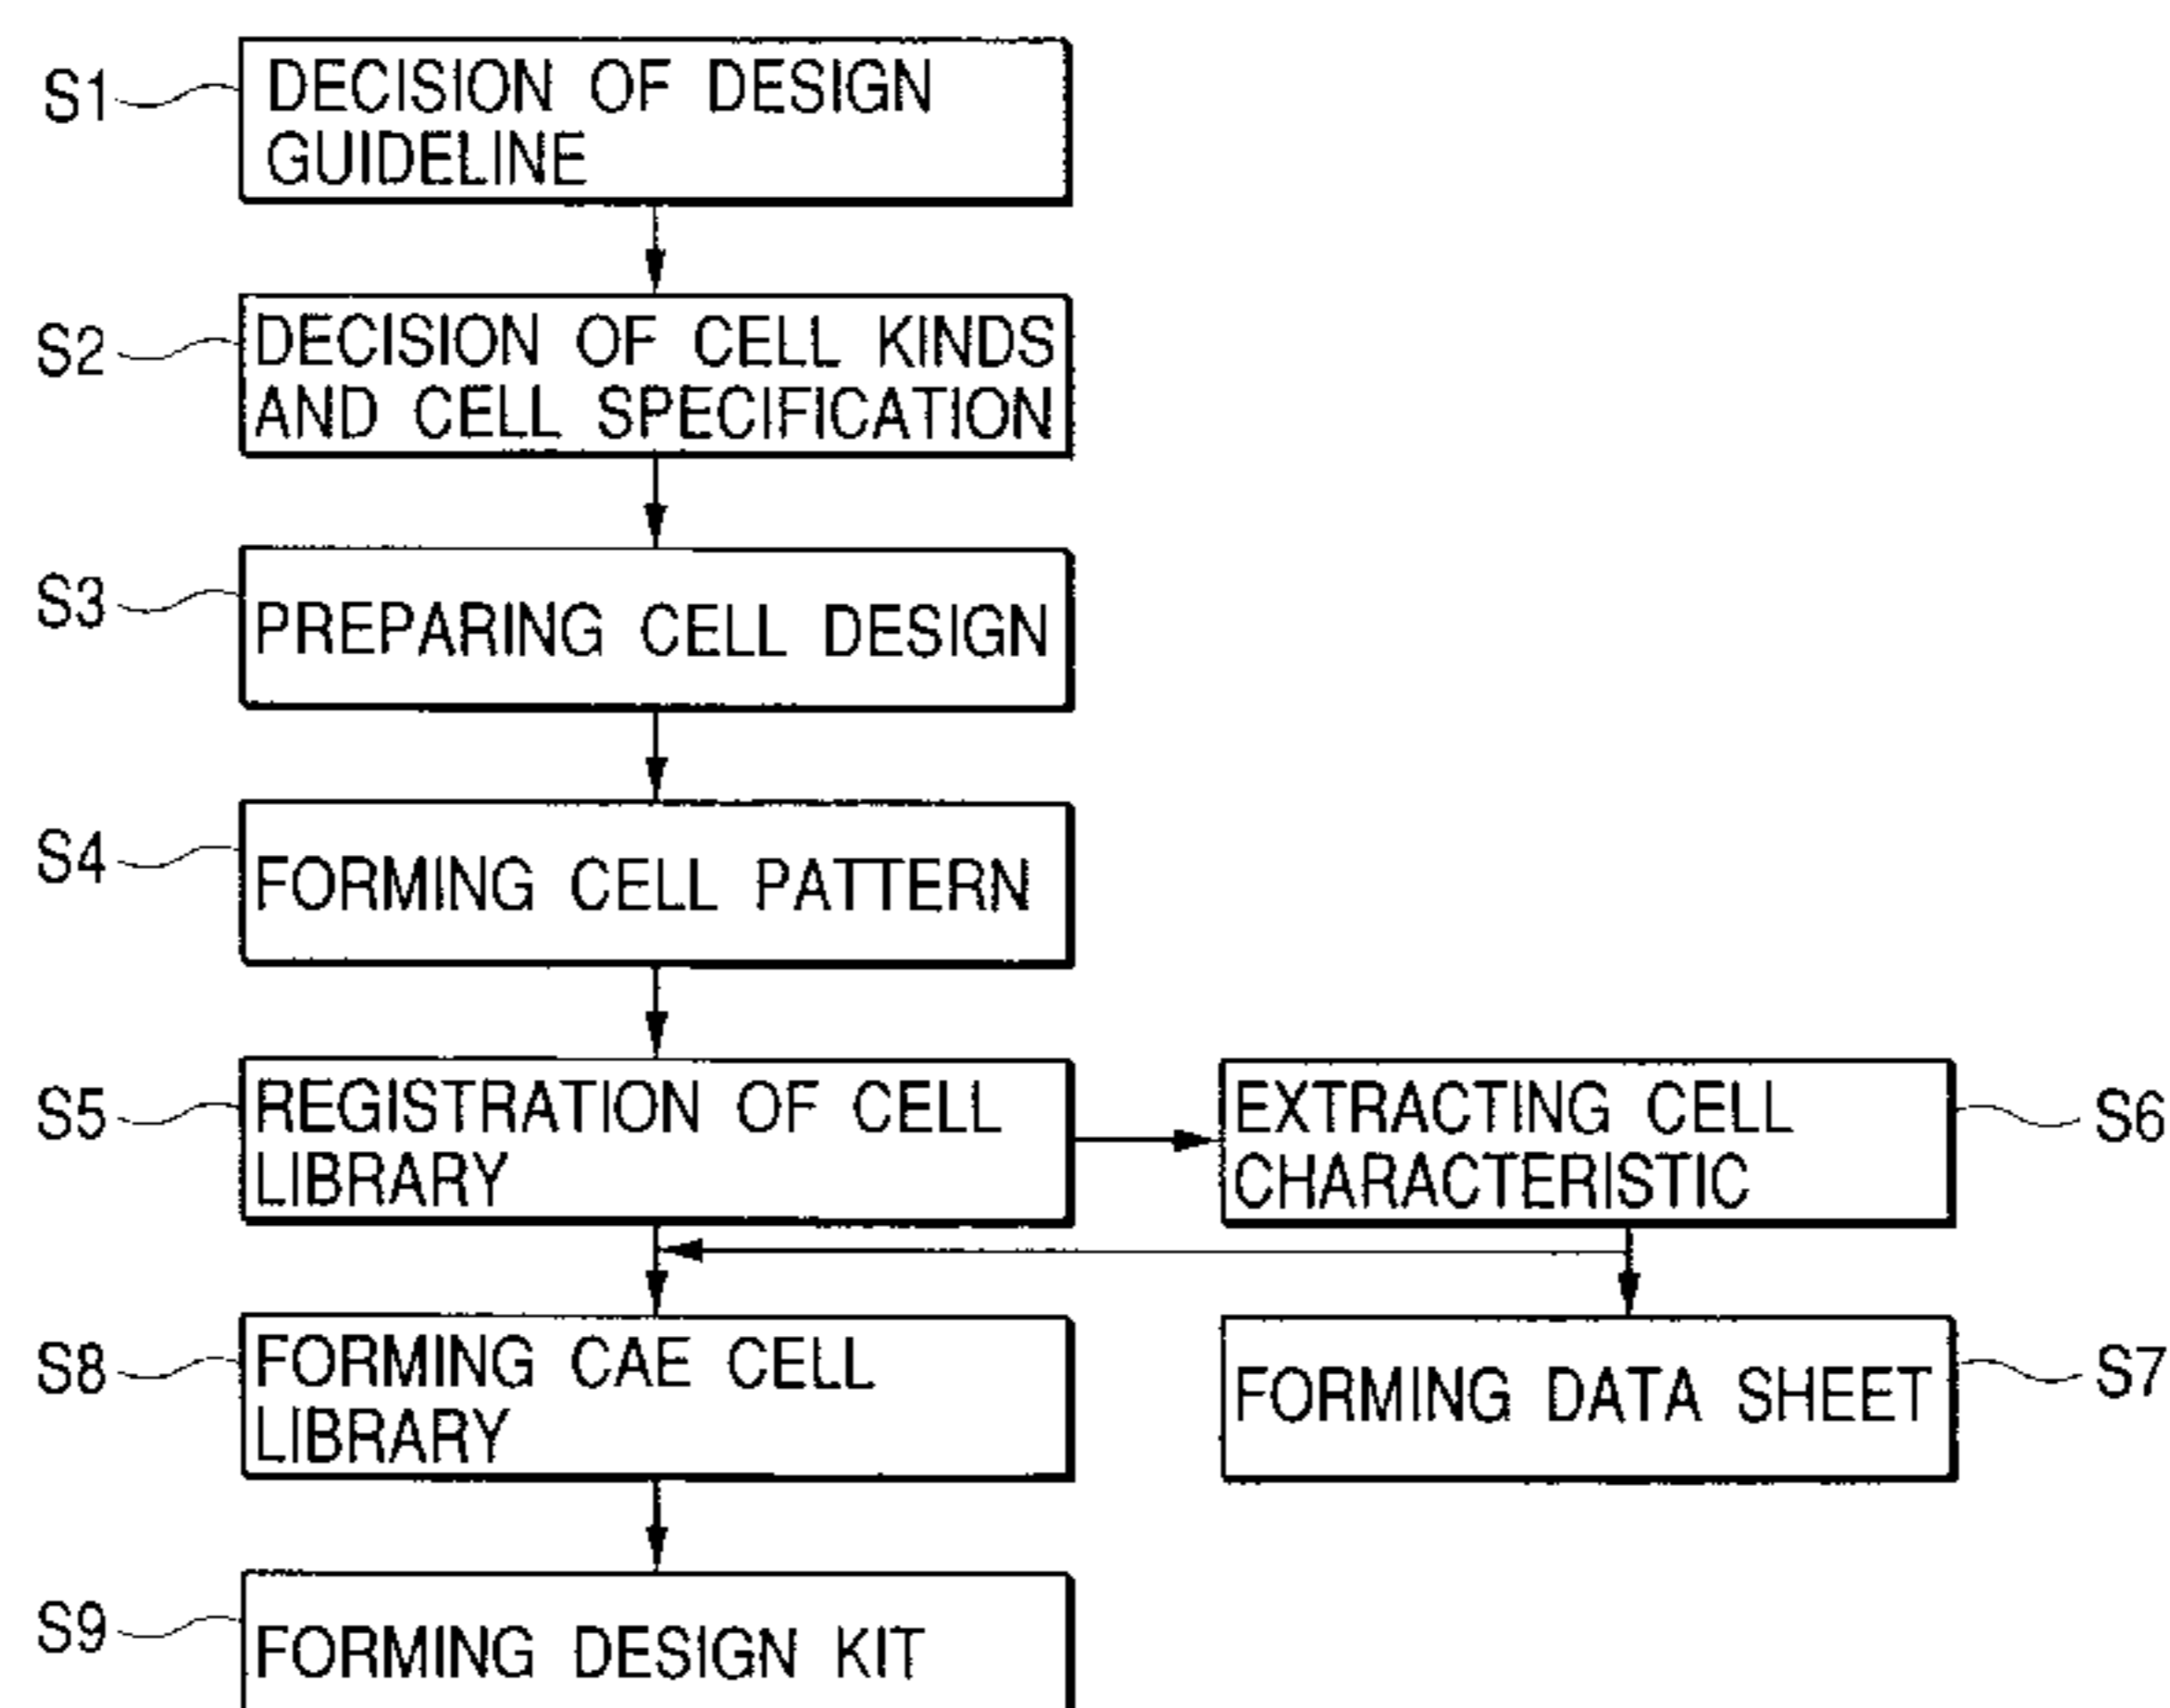 S1
DECISION OF DESIGN
GUIDELINE
S2
DECISION OF CELL KINDS
AND CELL SPECIFICATION
S3
PREPARING CELL DESIGN
S4
FORMING CELL PATTERN
S5
REGISTRATION OF CELL
LIBRARY
EXTRACTING CELL
CHARACTERISTIC
S6
S8
FORMING CAE CELL
LIBRARY
FORMING DATA SHEET
S7
S9
FORMING DESIGN KIT